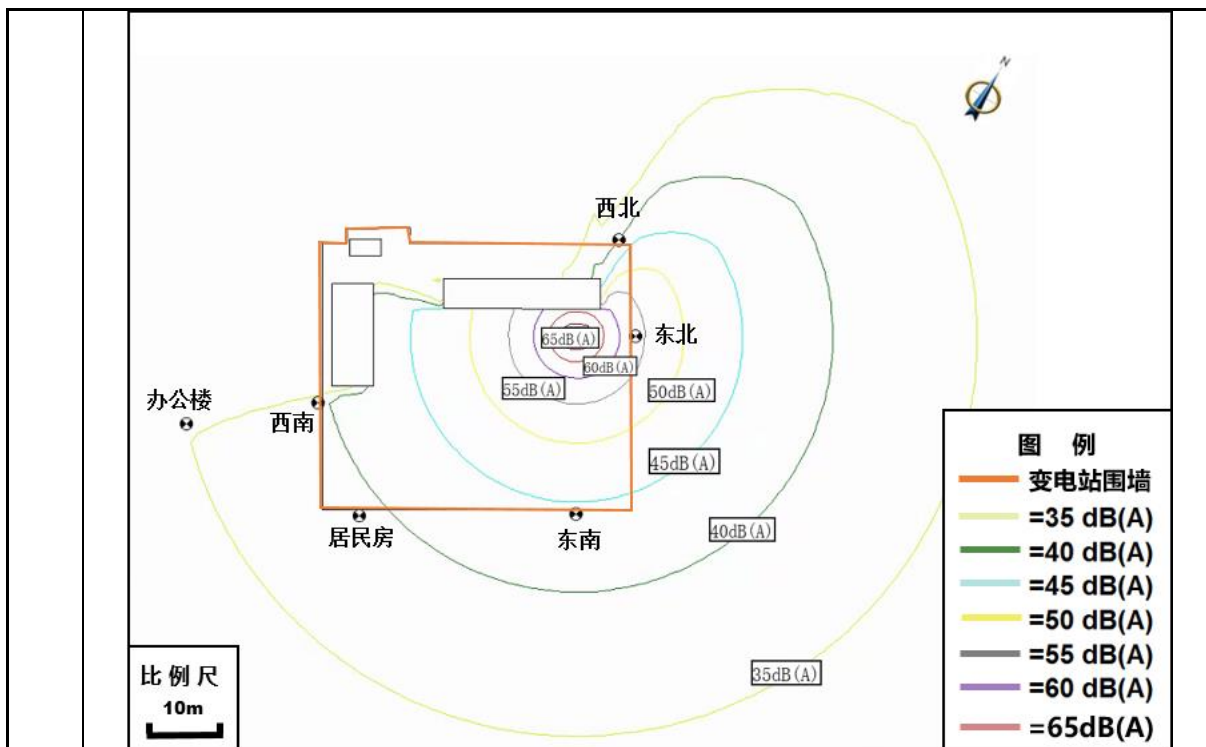 N
西北
东北
65dB(A)
60dB(A)
55dB(A)
50dB(A)
办公楼
西南
45dB(A)
居民房
东南
40dB(A)
35dB(A)
比例尺
10m
图 例
变电站围墙
=35 dB(A)
=40 dB(A)
=45 dB(A)
=50 dB(A)
=55 dB(A)
=60 dB(A)
=65dB(A)